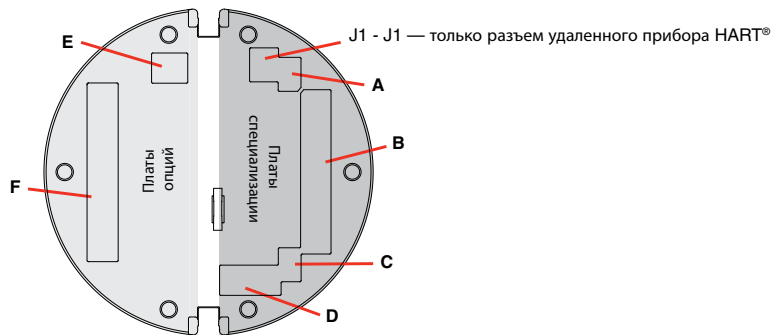 E
J1 - J1 — только разъем удаленного прибора HART®
A
B
Платы
опций
Платы
специализации
F
C
D